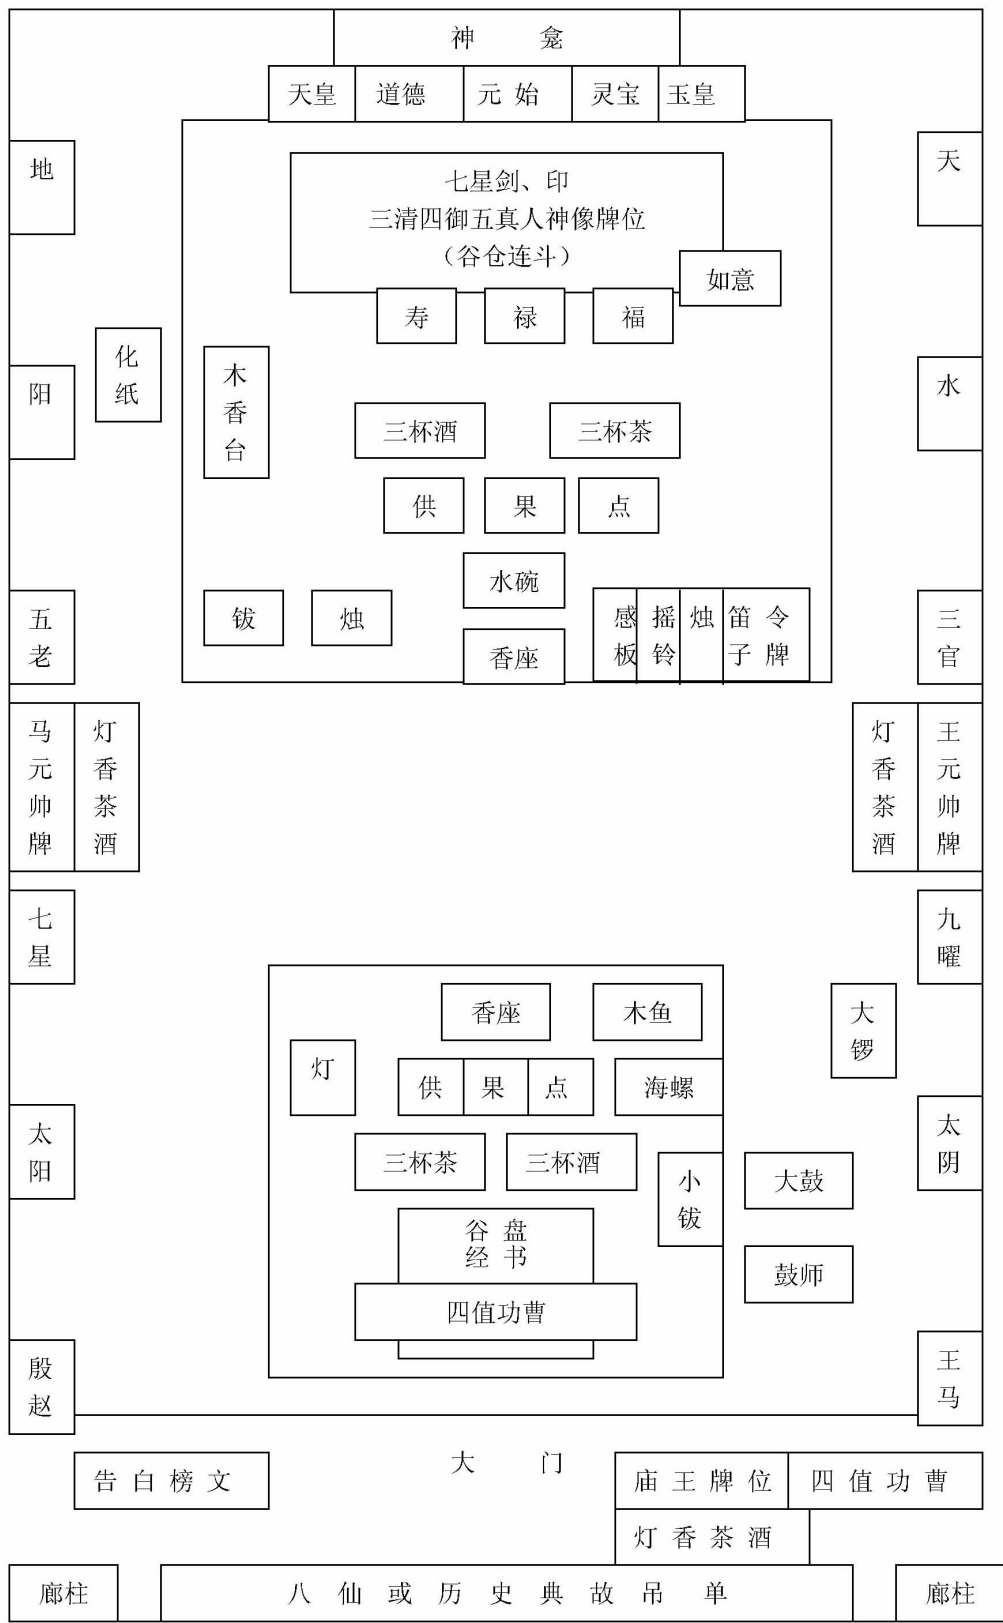 神龛
天皇 道德 元始 灵宝 玉皇
地
天
七星剑、印
三清四御五真人神像牌位
（谷仓连斗）
如意
寿 禄 福
化纸
木香台
阳
水
三杯酒 三杯茶
供 果 点
水碗
钹 烛
香座
感板 摇铃 烛 笛子 令牌
五老
三官
马元帅牌 灯香茶酒
灯香茶酒 王元帅牌
七星
九曜
香座 木鱼
大锣
灯
供 果 点
海螺
三杯茶 三杯酒
小钹
大鼓
太阳
太阴
谷盘
经书
鼓师
四值功曹
殷赵
王马
大门
告白榜文
庙王牌位 四值功曹
灯香茶酒
廊柱 八仙或历史典故吊单 廊柱